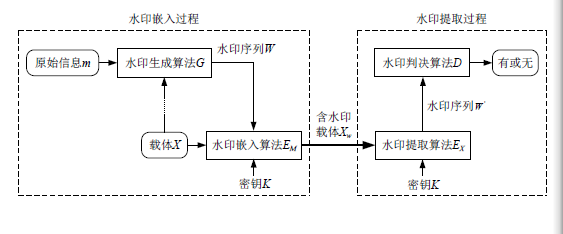 水印嵌入过程
水印提取过程
原始信息m
水印生成算法G
水印序列W
水印判决算法D
有或无
含水印
载体Xw
水印序列W'
载体X
水印嵌入算法EM
水印提取算法EX
密钥K
密钥K